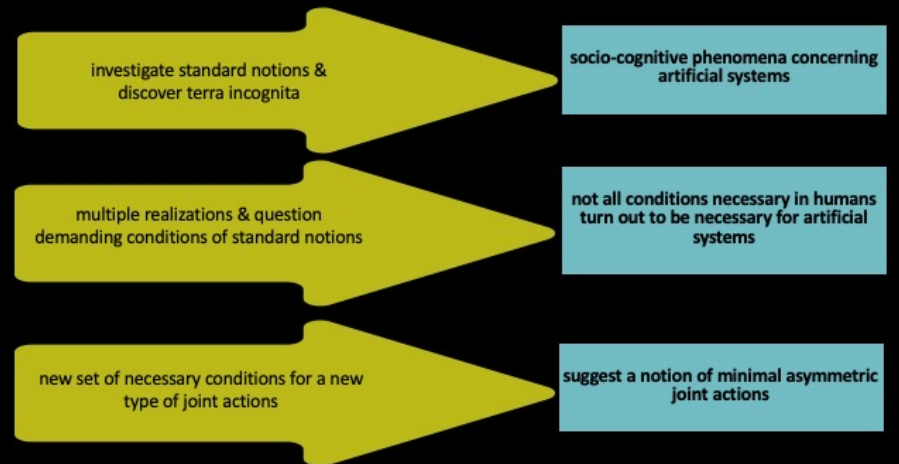 investigate standard notions &
discover terra incognita
socio-cognitive phenomena concerning
artificial systems
multiple realizations & question
demanding conditions of standard notions
not all conditions necessary in humans
turn out to be necessary for artificial
systems
new set of necessary conditions for a new
type of joint actions
suggest a notion of minimal asymmetric
joint actions